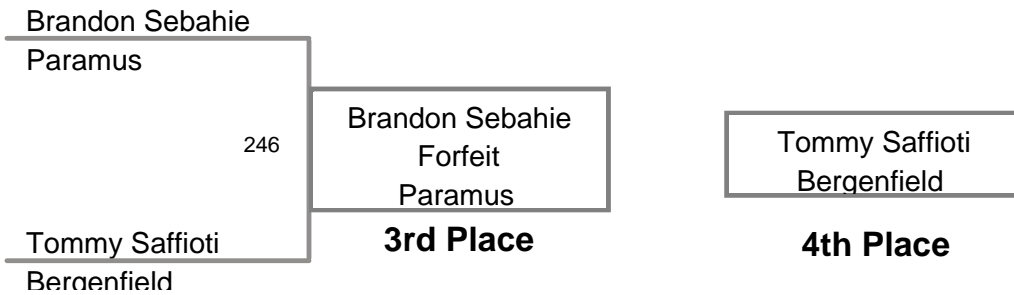 Brandon Sebahie
Paramus
246
Brandon Sebahie
Forfeit
Paramus
3rd Place
Tommy Saffioti
Bergenfield
4th Place
Tommy Saffioti
Bergenfield